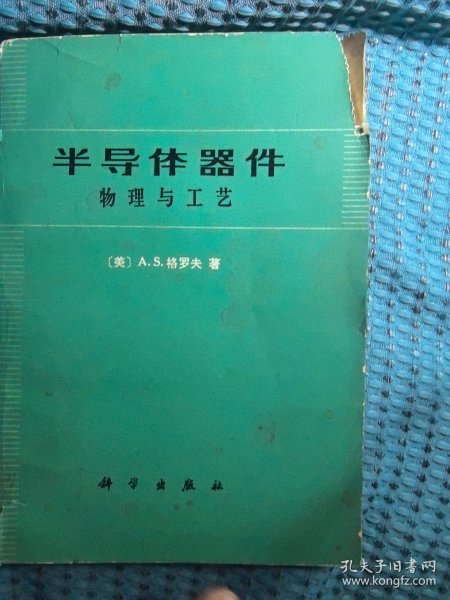 半导体器件
物理与工艺
〔美〕A.S.格罗夫 著
科学出版社
孔夫子旧书网
www.kongfz.com